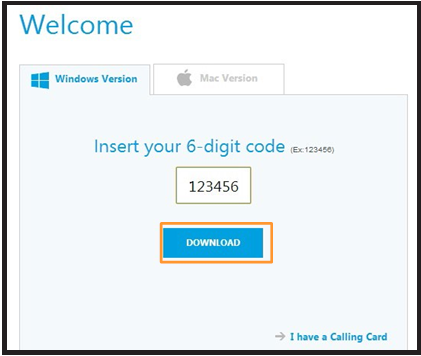 Welcome
Windows Version
Mac Version
Insert your 6-digit code (Ex:123456)
123456
DOWNLOAD
I have a Calling Card